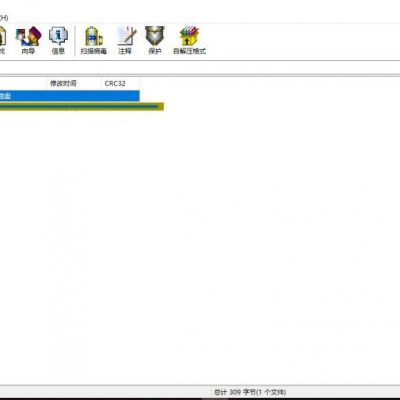 (H)
找 向导 信息 扫描病毒 注释 保护 自解压格式
修改时间 CRC32
磁盘
总计 309 字节(1 个文件)